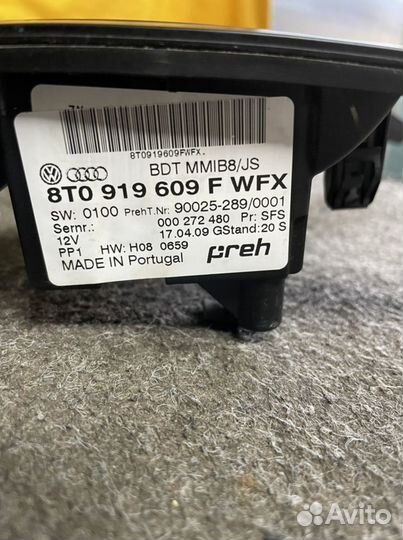 8T0919609FWFX.
BDT MMIB8/JS
8T0 919 609 F WFX
SW: 0100 PrehT.Nr: 90025-289/0001
Sernr.: 000 272 480 Pr: SFS
12V 17.04.09 GStand: 20 S
PP1 HW: H08 0659
MADE IN Portugal preh
Avito